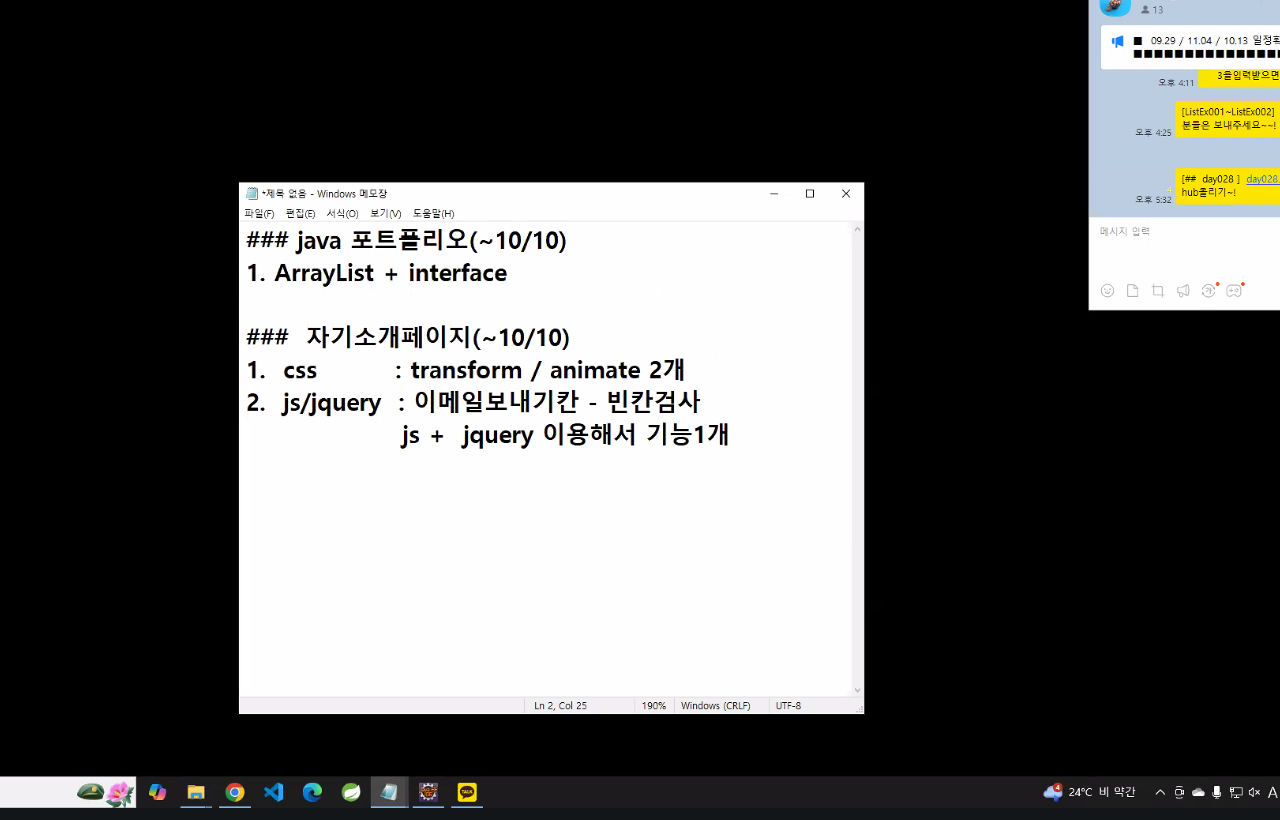 13
■ 09.29 / 11.04 / 10.13 일정확
■■■■■■■■■■■■■■■
3을입력받으면
오후 4:11
[ListEx001~ListEx002]
분들은 보내주세요~~!
오후 4:25
[## day028 ] day028.
hub올리기~!
4
오후 5:32
메시지 입력
*제목 없음 - Windows 메모장
파일(F) 편집(E) 서식(O) 보기(V) 도움말(H)
### java 포트폴리오(~10/10)
1. ArrayList + interface
### 자기소개페이지(~10/10)
1. css : transform / animate 2개
2. js/jquery : 이메일보내기칸 - 빈칸검사
js + jquery 이용해서 기능1개
Ln 2, Col 25 190% Windows (CRLF) UTF-8
TALK
4
24°C 비 약간
A